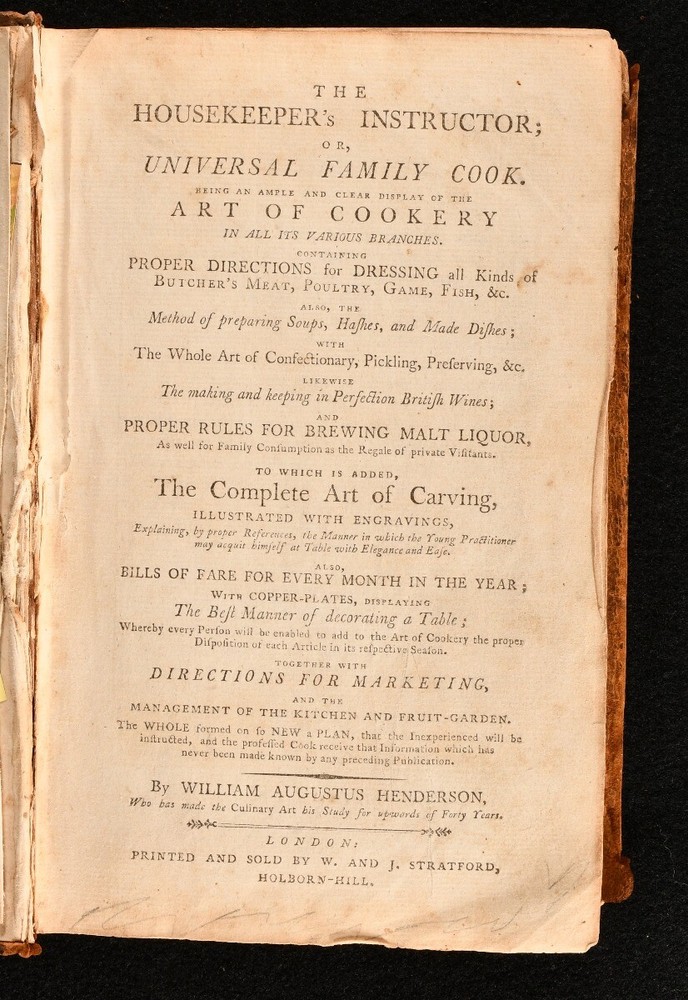 THE
HOUSEKEEPER's INSTRUCTOR;
OR,
UNIVERSAL FAMILY COOK.
BEING AN AMPLE AND CLEAR DISPLAY OF THE
ART OF COOKERY
IN ALL ITS VARIOUS BRANCHES.
CONTAINING
PROPER DIRECTIONS for DRESSING all Kinds of
BUTCHER'S MEAT, POULTRY, GAME, FISH, &c.
ALSO, THE
Method of preparing Soups, Haſhes, and Made Diſhes;
WITH
The Whole Art of Confectionary, Pickling, Preſerving, &c.
LIKEWISE
The making and keeping in Perfection Britiſh Wines;
AND
PROPER RULES FOR BREWING MALT LIQUOR,
As well for Family Conſumption as the Regale of private Viſitants.
TO WHICH IS ADDED,
The Complete Art of Carving,
ILLUSTRATED WITH ENGRAVINGS,
Explaining, by proper References, the Manner in which the Young Practitioner
may acquit himſelf at Table with Elegance and Eaſe.
ALSO,
BILLS OF FARE FOR EVERY MONTH IN THE YEAR;
WITH COPPER-PLATES, DISPLAYING
The Beſt Manner of decorating a Table;
Whereby every Perſon will be enabled to add to the Art of Cookery the proper
Diſpoſition of each Article in its reſpective Seaſon.
TOGETHER WITH
DIRECTIONS FOR MARKETING,
AND THE
MANAGEMENT OF THE KITCHEN AND FRUIT-GARDEN.
The WHOLE formed on ſo NEW a PLAN, that the Inexperienced will be
inſtructed, and the profeſſed Cook receive that Information which has
never been made known by any preceding Publication.
By WILLIAM AUGUSTUS HENDERSON,
Who has made the Culinary Art his Study for upwards of Forty Years.
LONDON:
PRINTED AND SOLD BY W. AND J. STRATFORD,
HOLBORN-HILL.